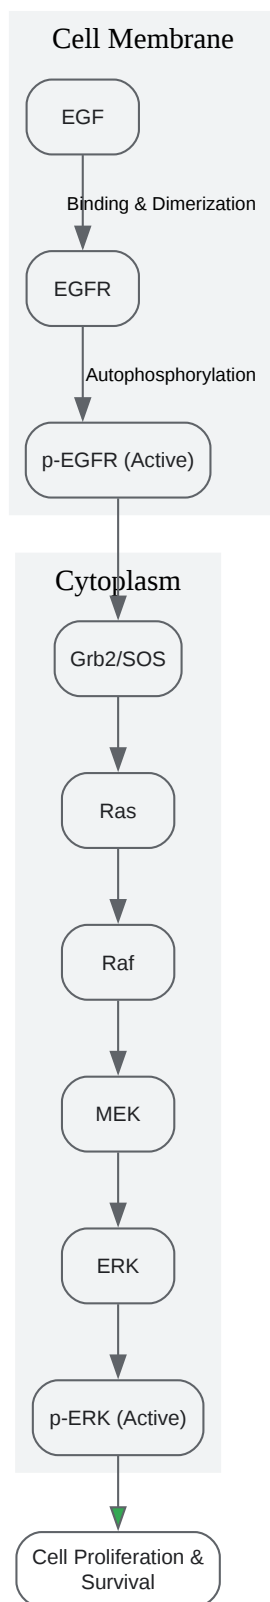 Cell Membrane
EGF
Binding & Dimerization
EGFR
Autophosphorylation
p-EGFR (Active)
Cytoplasm
Grb2/SOS
Ras
Raf
MEK
ERK
p-ERK (Active)
Cell Proliferation &
Survival